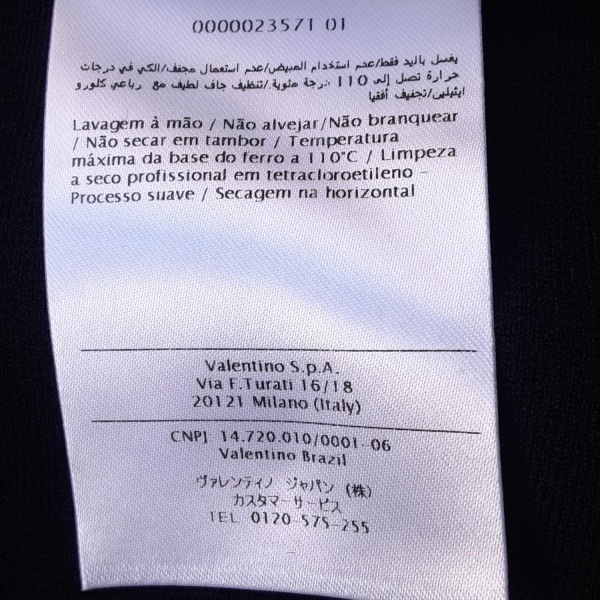 0000023571 01
يغسل باليد فقط/عدم استخدام المبيض/عدم استعمال مجفف/الكي في درجات
حرارة تصل إلى 110 درجة مئوية/تنظيف جاف لطيف مع رباعي كلورو
ايثيلين/تجفيف أفقيا
Lavagem à mão / Não alvejar/Não branquear
/ Não secar em tambor / Temperatura
máxima da base do ferro a 110°C / Limpeza
a seco profissional em tetracloroetileno -
Processo suave / Secagem na horizontal
Valentino S.p.A.
Via F.Turati 16/18
20121 Milano (Italy)
CNPJ 14.720.010/0001-06
Valentino Brazil
ヴァレンティノ ジャパン (株)
カスタマーサービス
TEL 0120-575-255